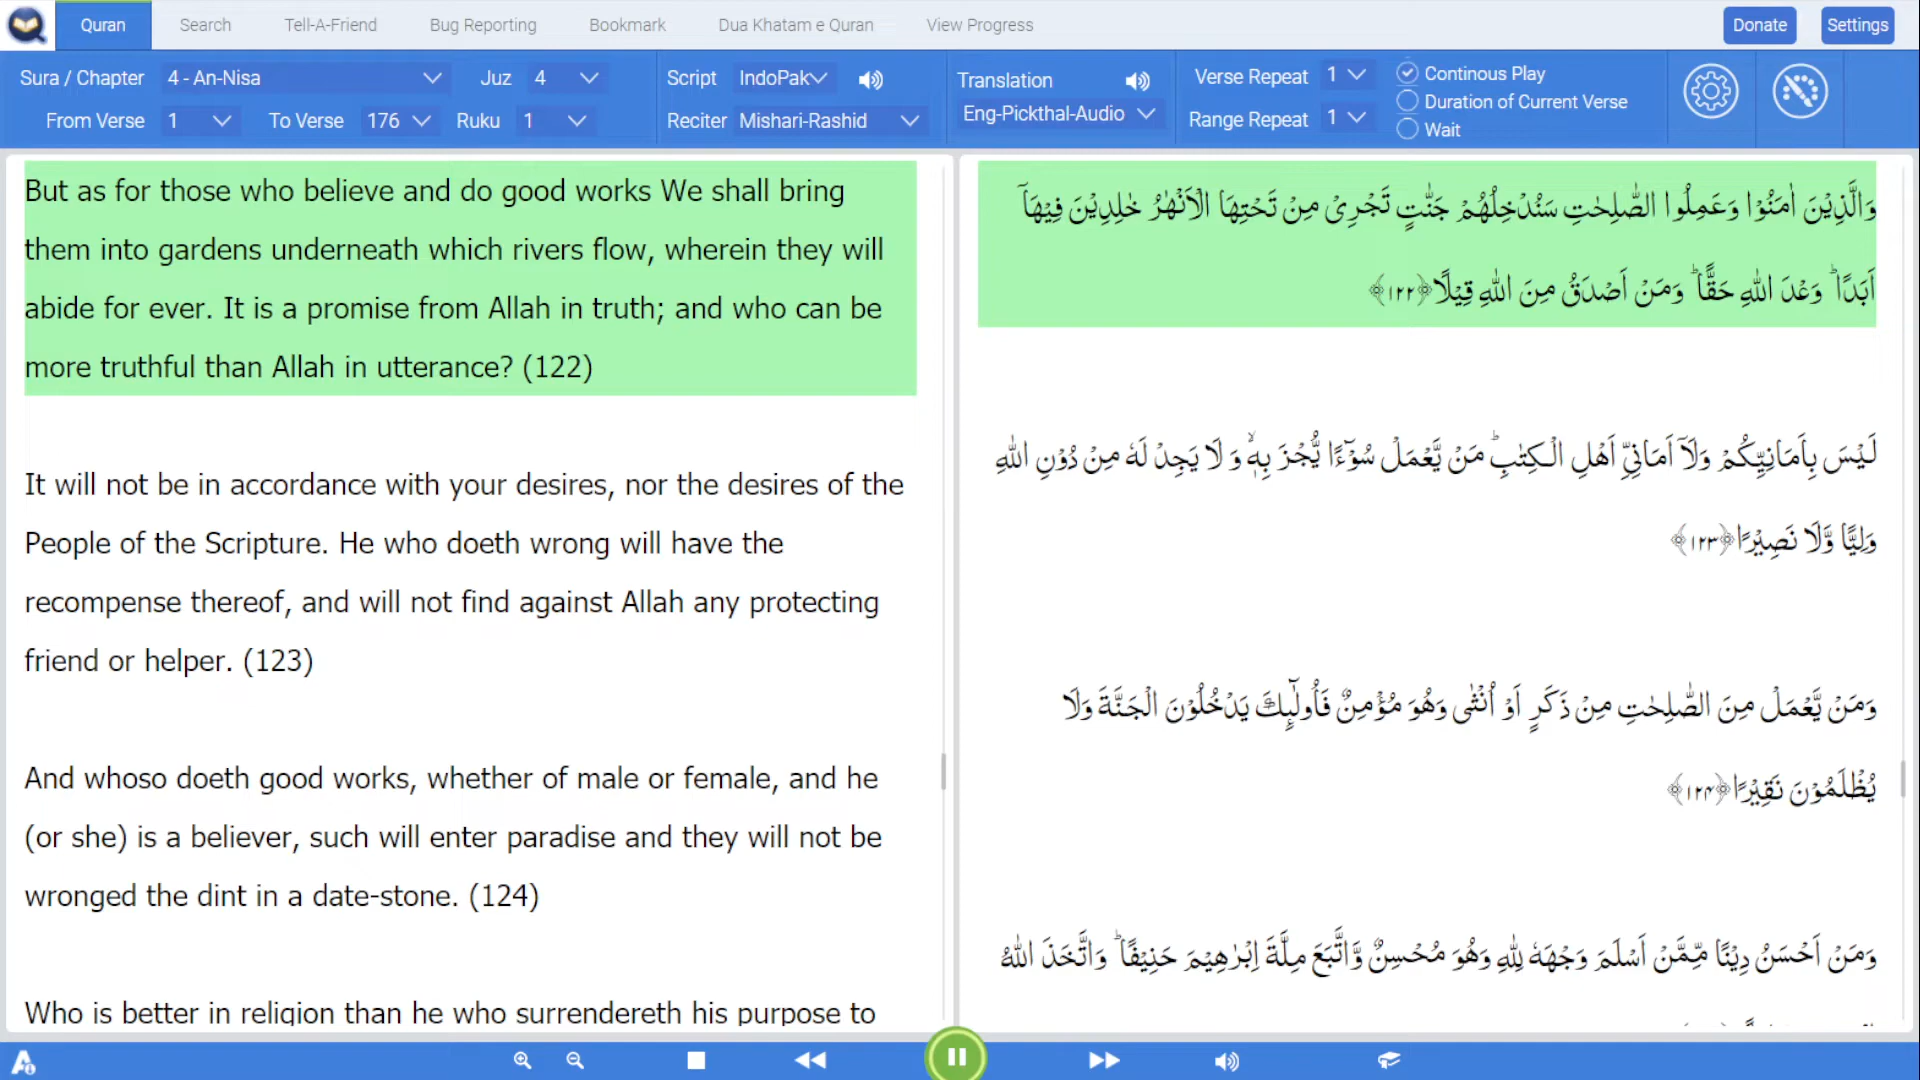 Quran
Search
Tell-A-Friend
Bug Reporting
Bookmark
Dua Khatam e Quran
View Progress
Donate
Settings
Sura / Chapter 4 - An-Nisa Juz 4
From Verse 1 To Verse 176 Ruku 1
Script IndoPak
Reciter Mishari-Rashid
Translation
Eng-Pickthal-Audio
Verse Repeat 1
Range Repeat 1
Continous Play
Duration of Current Verse
Wait
But as for those who believe and do good works We shall bring
them into gardens underneath which rivers flow, wherein they will
abide for ever. It is a promise from Allah in truth; and who can be
more truthful than Allah in utterance? (122)
It will not be in accordance with your desires, nor the desires of the
People of the Scripture. He who doeth wrong will have the
recompense thereof, and will not find against Allah any protecting
friend or helper. (123)
And whoso doeth good works, whether of male or female, and he
(or she) is a believer, such will enter paradise and they will not be
wronged the dint in a date-stone. (124)
Who is better in religion than he who surrendereth his purpose to
وَالَّذِيْنَ اٰمَنُوْا وَعَمِلُوا الصّٰلِحٰتِ سَنُدْخِلُهُمْ جَنّٰتٍ تَجْرِىْ مِنْ تَحْتِهَا الْاَنْهٰرُ خٰلِدِيْنَ فِيْهَاۤ
اَبَدًا ؕ وَعْدَ اللّٰهِ حَقًّا ؕ وَمَنْ اَصْدَقُ مِنَ اللّٰهِ قِيْلًا ﴿۱۲۲﴾
لَيْسَ بِاَمَانِيِّكُمْ وَلَاۤ اَمَانِىِّ اَهْلِ الْكِتٰبِؕ مَنْ يَّعْمَلْ سُوْٓءًا يُّجْزَ بِهٖۙ وَ لَا يَجِدْ لَهٗ مِنْ دُوْنِ اللّٰهِ
وَلِيًّا وَّلَا نَصِيْرًا ﴿۱۲۳﴾
وَمَنْ يَّعْمَلْ مِنَ الصّٰلِحٰتِ مِنْ ذَكَرٍ اَوْ اُنْثٰى وَهُوَ مُؤْمِنٌ فَاُولٰٓٮِٕكَ يَدْخُلُوْنَ الْجَنَّةَ وَلَا
يُظْلَمُوْنَ نَقِيْرًا ﴿۱۲۴﴾
وَمَنْ اَحْسَنُ دِيْنًا مِّمَّنْ اَسْلَمَ وَجْهَهٗ لِلّٰهِ وَهُوَ مُحْسِنٌ وَّاتَّبَعَ مِلَّةَ اِبْرٰهِيْمَ حَنِيْفًا ؕ وَاتَّخَذَ اللّٰهُ